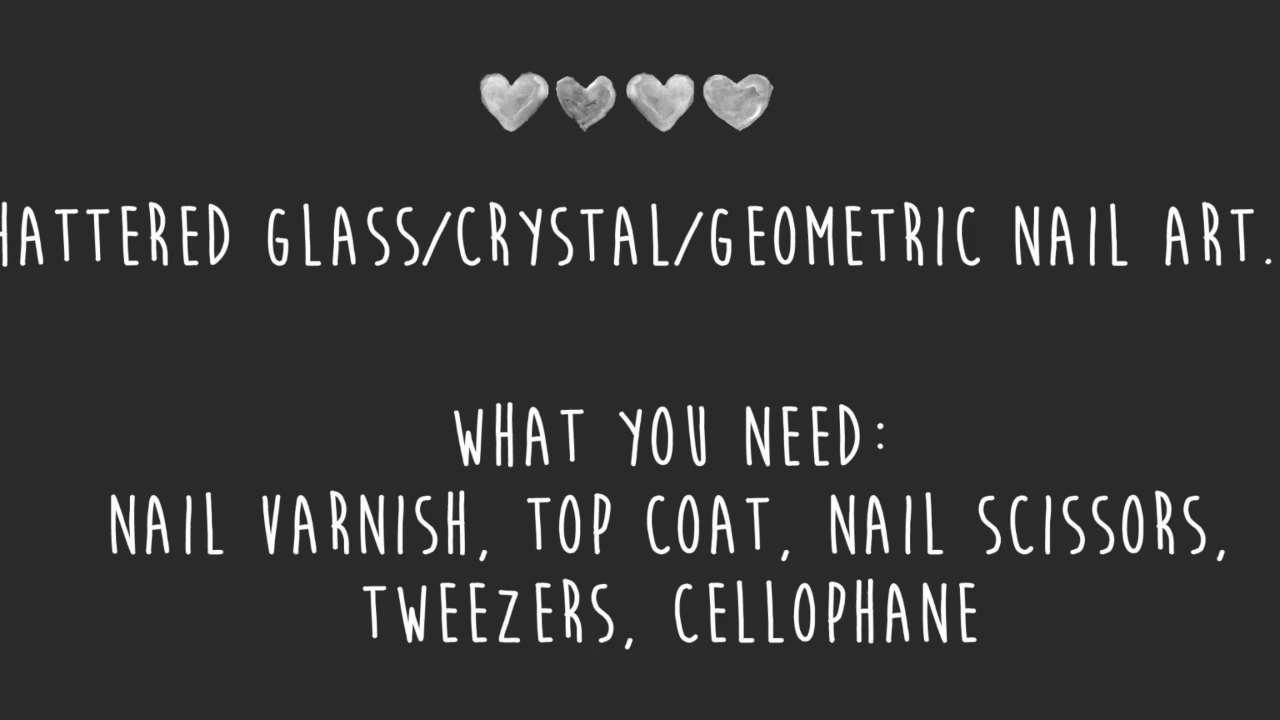 HATTERED GLASS/CRYSTAL/GEOMETRIC NAIL ART.
WHAT YOU NEED:
NAIL VARNISH, TOP COAT, NAIL SCISSORS,
TWEEZERS, CELLOPHANE